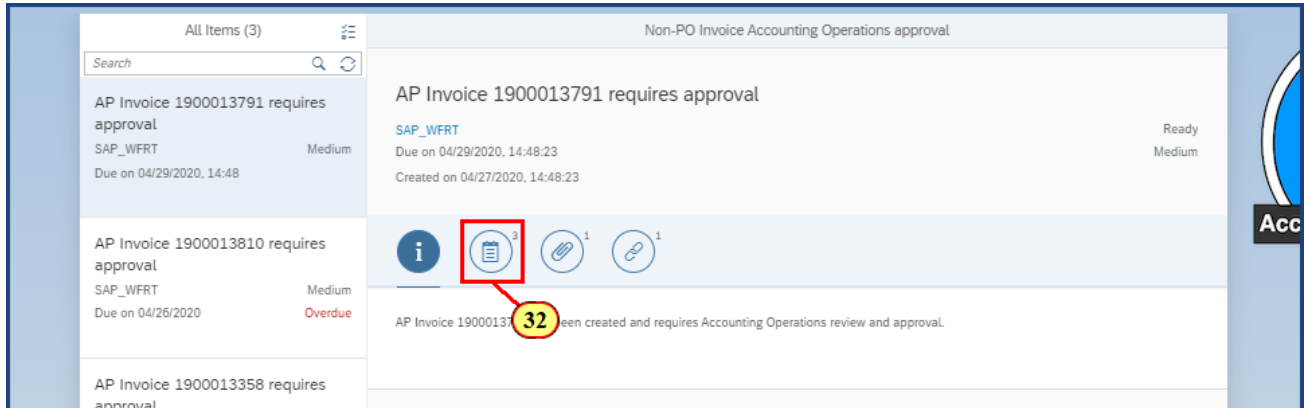 All Items (3)
Search
AP Invoice 1900013791 requires
approval
SAP_WFRT Medium
Due on 04/29/2020, 14:48
AP Invoice 1900013810 requires
approval
SAP_WFRT Medium
Due on 04/26/2020 Overdue
AP Invoice 1900013358 requires
approval
Non-PO Invoice Accounting Operations approval
AP Invoice 1900013791 requires approval
SAP_WFRT Ready
Due on 04/29/2020, 14:48:23 Medium
Created on 04/27/2020, 14:48:23
i 3 1 1
32
AP Invoice 19000137 een created and requires Accounting Operations review and approval.
Acc